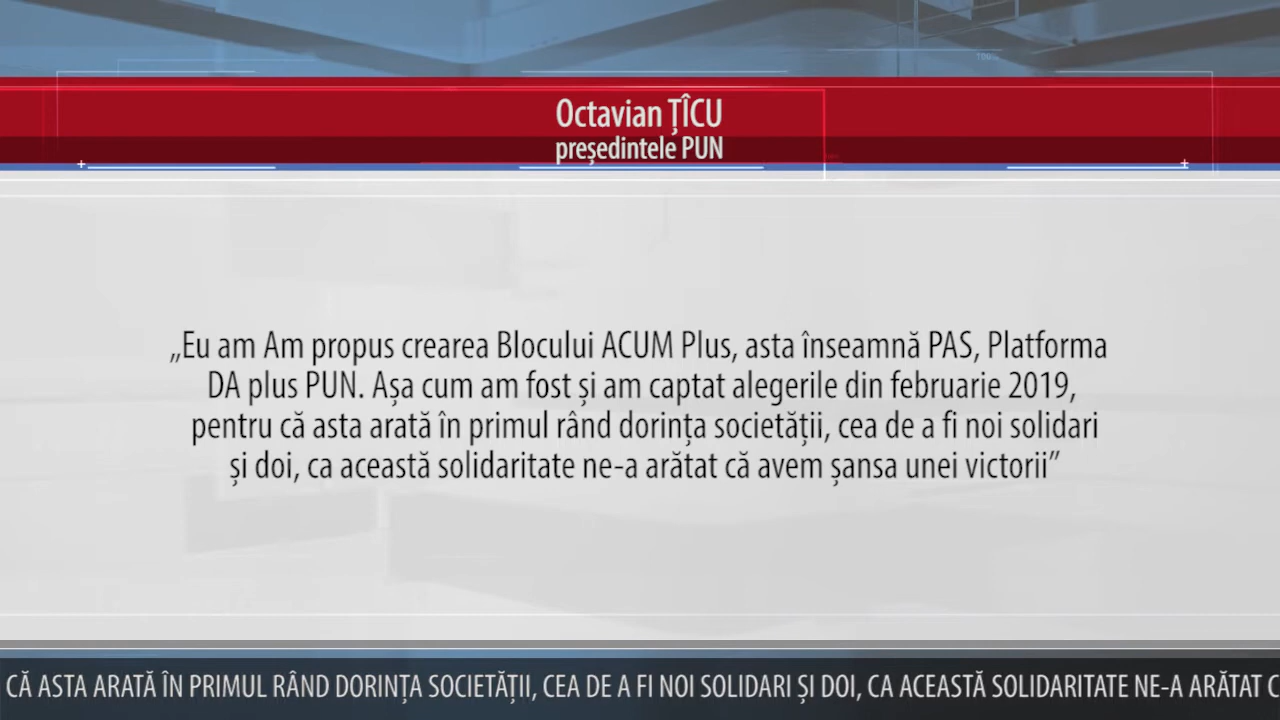 Octavian ȚÎCU
președintele PUN
„Eu am Am propus crearea Blocului ACUM Plus, asta înseamnă PAS, Platforma
DA plus PUN. Așa cum am fost și am captat alegerile din februarie 2019,
pentru că asta arată în primul rând dorința societății, cea de a fi noi solidari
și doi, ca această solidaritate ne-a arătat că avem șansa unei victorii”
CĂ ASTA ARATĂ ÎN PRIMUL RÂND DORINȚA SOCIETĂȚII, CEA DE A FI NOI SOLIDARI ȘI DOI, CA ACEASTĂ SOLIDARITATE NE-A ARĂTAT C